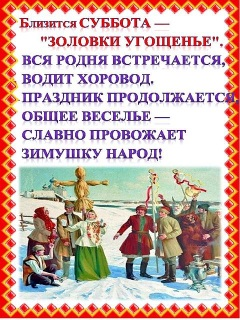 Близится СУББОТА —
"ЗОЛОВКИ УГОЩЕНЬЕ".
ВСЯ РОДНЯ ВСТРЕЧАЕТСЯ,
ВОДИТ ХОРОВОД.
ПРАЗДНИК ПРОДОЛЖАЕТСЯ,
ОБЩЕЕ ВЕСЕЛЬЕ —
СЛАВНО ПРОВОЖАЕТ
ЗИМУШКУ НАРОД!